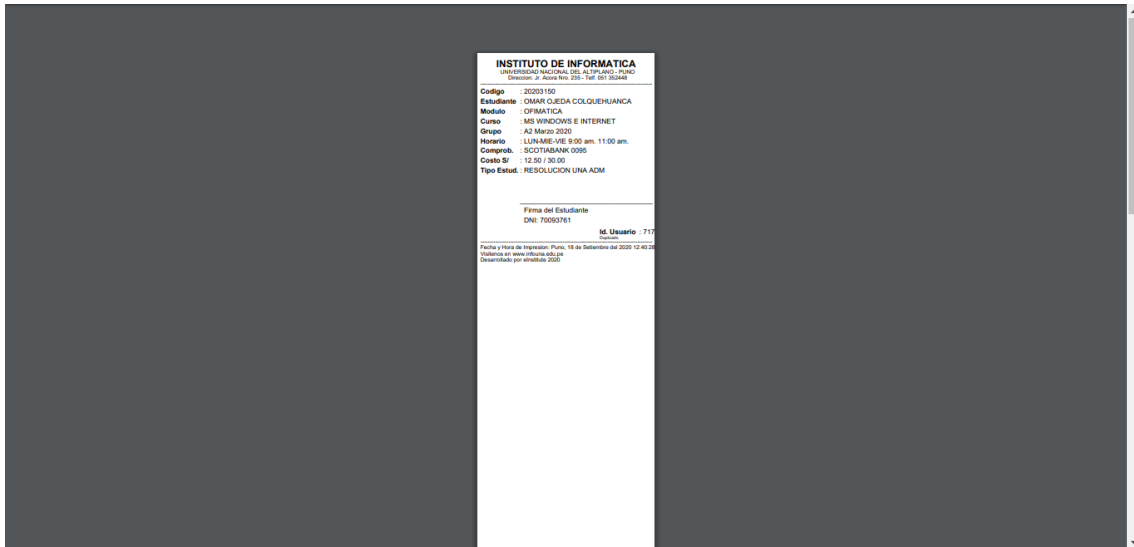 INSTITUTO DE INFORMATICA
UNIVERSIDAD NACIONAL DEL ALTIPLANO - PUNO
Direccion: Jr. Acora Nro. 235 - Telf. 051 352448
Codigo : 20203150
Estudiante : OMAR OJEDA COLQUEHUANCA
Modulo : OFIMATICA
Curso : MS WINDOWS E INTERNET
Grupo : A2 Marzo 2020
Horario : LUN-MIE-VIE 9:00 am. 11:00 am.
Comprob. : SCOTIABANK 0095
Costo S/ : 12.50 / 30.00
Tipo Estud. : RESOLUCION UNA ADM
Firma del Estudiante
DNI: 70093761
Id. Usuario : 717
Duplicado
Fecha y Hora de Impresion: Puno, 18 de Setiembre del 2020 12:40:28
Visitenos en www.infouna.edu.pe
Desarrollado por eInstitute 2020